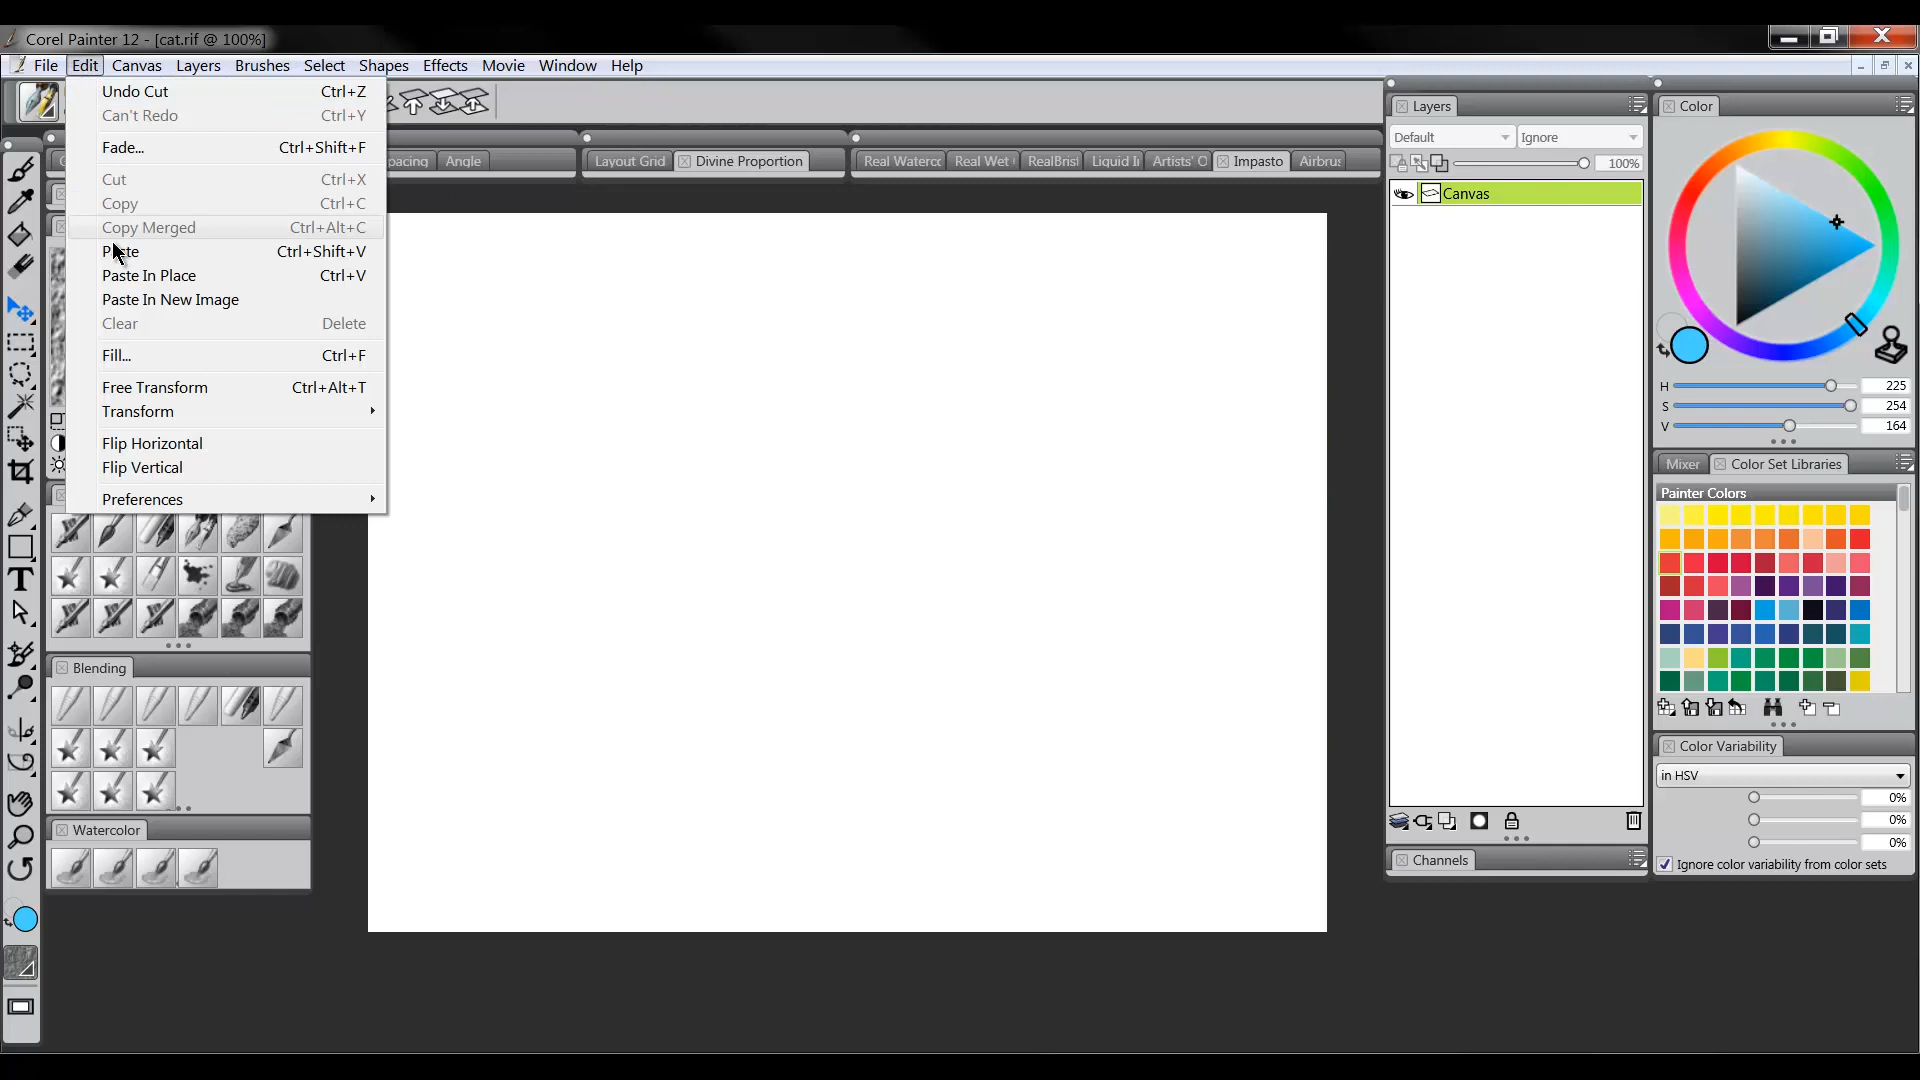 Corel Painter 12 - [cat.rif @ 100%]
File Edit Canvas Layers Brushes Select Shapes Effects Movie Window Help
Undo Cut Ctrl+Z
Can't Redo Ctrl+Y
Fade... Ctrl+Shift+F
Cut Ctrl+X
Copy Ctrl+C
Copy Merged Ctrl+Alt+C
Paste Ctrl+Shift+V
Paste In Place Ctrl+V
Paste In New Image
Clear Delete
Fill... Ctrl+F
Free Transform Ctrl+Alt+T
Transform
Flip Horizontal
Flip Vertical
Preferences
pacing Angle
Layout Grid Divine Proportion
Real Waterco Real Wet RealBris Liquid I Artists' O Impasto Airbrus
Blending
Watercolor
Layers
Default Ignore
100%
Canvas
Channels
Color
H 225
S 254
V 164
Mixer Color Set Libraries
Painter Colors
Color Variability
in HSV
0%
0%
0%
Ignore color variability from color sets